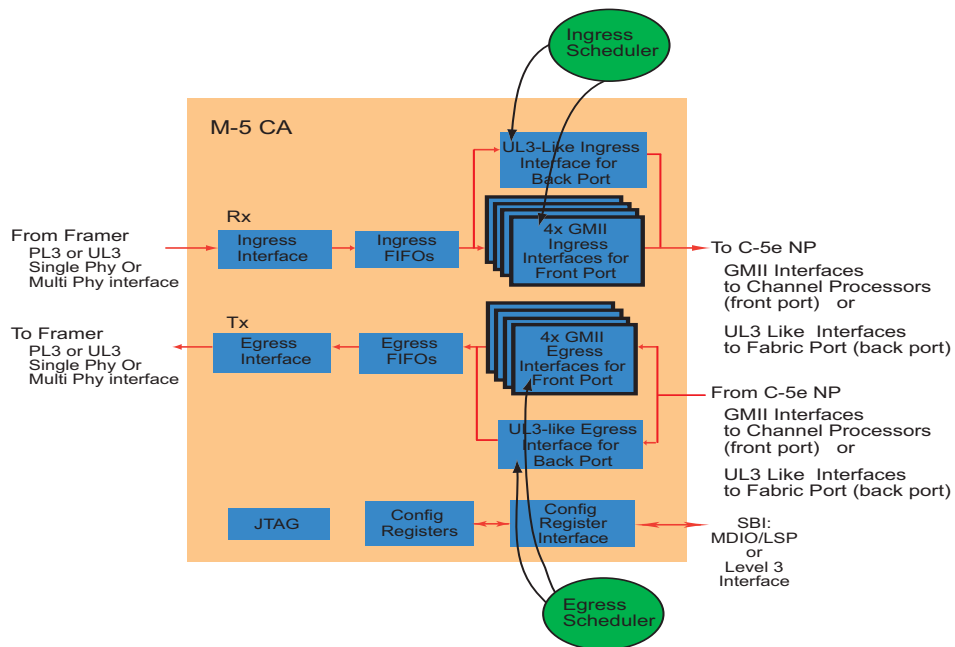 Ingress
Scheduler
M-5 CA
UL3-Like Ingress
Interface for
Back Port
Rx
From Framer
PL3 or UL3
Single Phy Or
Multi Phy interface
Ingress
Interface
Ingress
FIFOs
4x GMII
Ingress
Interfaces for
Front Port
To C-5e NP
GMII Interfaces
to Channel Processors
(front port) or
UL3 Like Interfaces
to Fabric Port (back port)
Tx
To Framer
PL3 or UL3
Single Phy Or
Multi Phy interface
Egress
Interface
Egress
FIFOs
4x GMII
Egress
Interfaces for
Front Port
From C-5e NP
GMII Interfaces
to Channel Processors
(front port) or
UL3 Like Interfaces
to Fabric Port (back port)
UL3-like Egress
Interface for
Back Port
JTAG
Config
Registers
Config
Register
Interface
SBI:
MDIO/LSP
or
Level 3
Interface
Egress
Scheduler